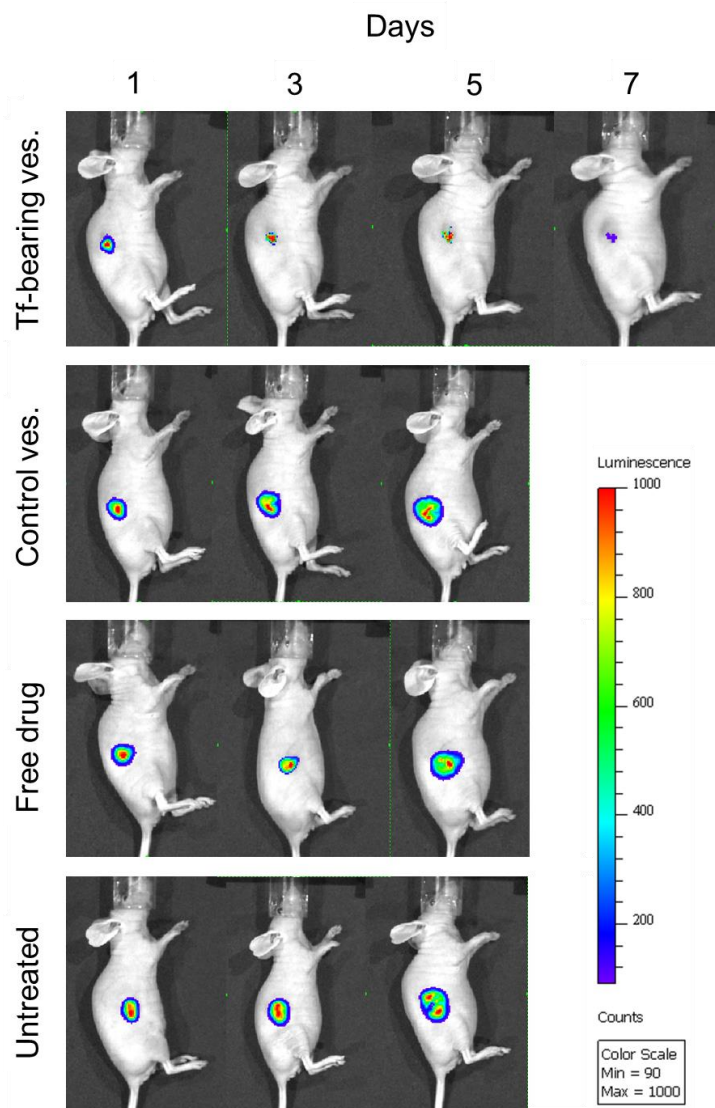 Days
1 3 5 7
Tf-bearing ves.
Control ves.
Free drug
Untreated
Luminescence
1000
800
600
400
200
Counts
Color Scale
Min = 90
Max = 1000